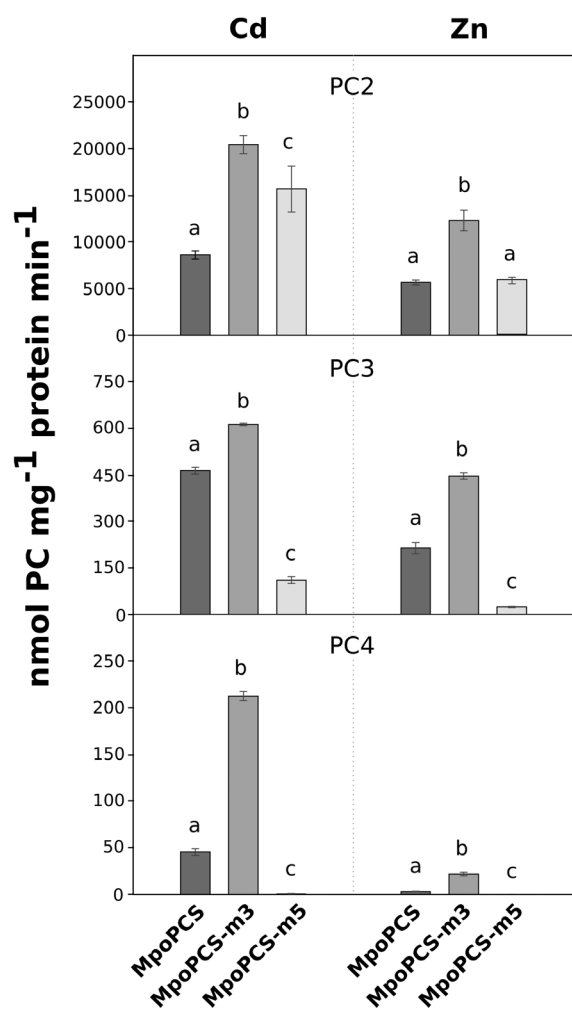 Cd
Zn
nmol PC mg-1 protein min-1
PC2
25000
20000
15000
10000
5000
0
a
b
c
a
b
a
PC3
750
600
450
300
150
0
a
b
c
a
b
c
PC4
250
200
150
100
50
0
a
b
c
a
b
c
MpoPCS
MpoPCS-m3
MpoPCS-m5
MpoPCS
MpoPCS-m3
MpoPCS-m5